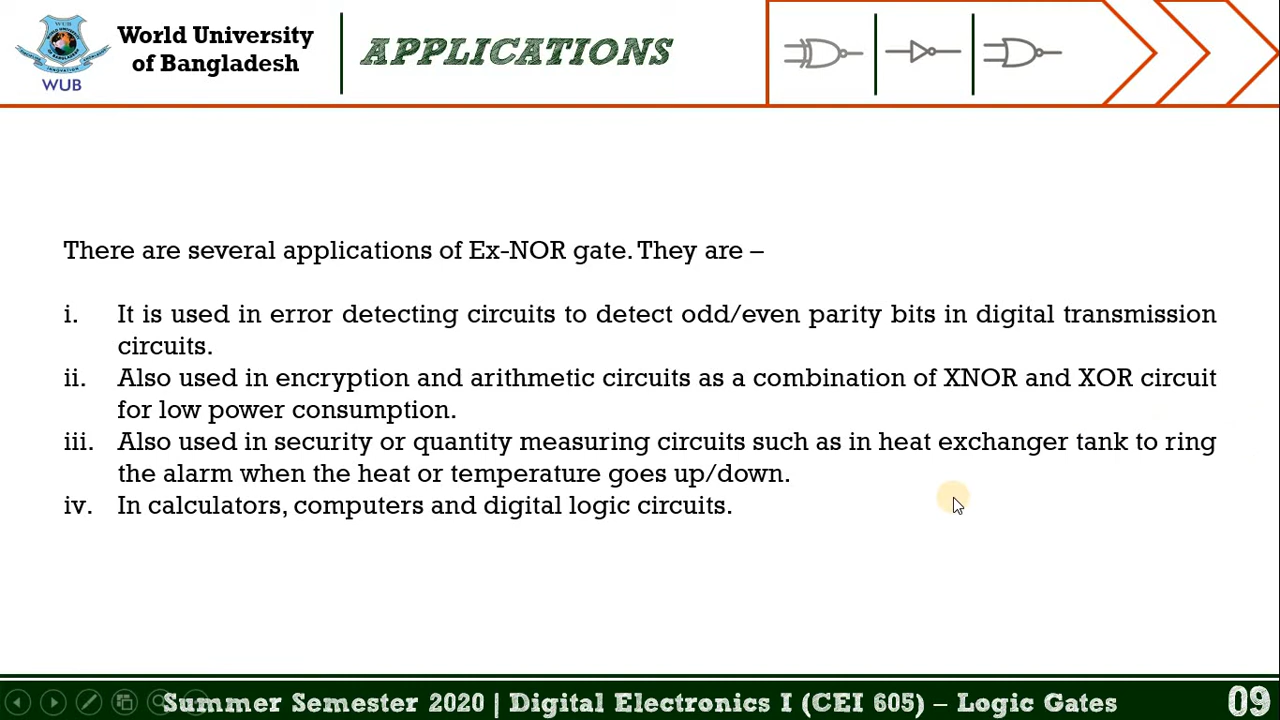 World University
of Bangladesh
WUB
APPLICATIONS
There are several applications of Ex-NOR gate. They are –
i. It is used in error detecting circuits to detect odd/even parity bits in digital transmission
circuits.
ii. Also used in encryption and arithmetic circuits as a combination of XNOR and XOR circuit
for low power consumption.
iii. Also used in security or quantity measuring circuits such as in heat exchanger tank to ring
the alarm when the heat or temperature goes up/down.
iv. In calculators, computers and digital logic circuits.
Summer Semester 2020 | Digital Electronics I (CEI 605) – Logic Gates
09